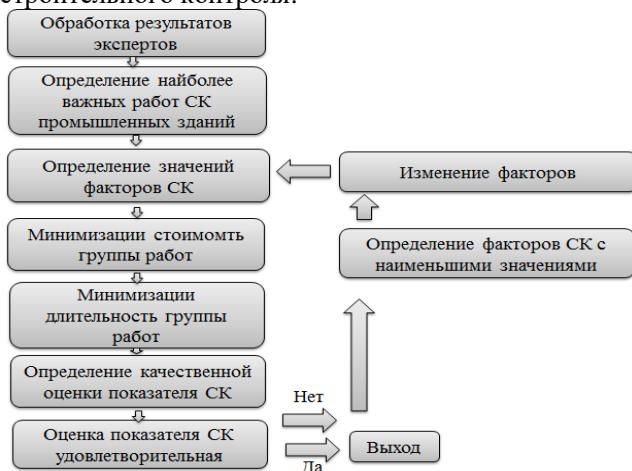 строительного контроля.
Обработка результатов
экспертов
Определение наиболее
важных работ СК
промышленных зданий
Определение значений
факторов СК
Изменение факторов
Минимизации стоимомть
группы работ
Определение факторов СК с
наименьшими значениями
Минимизации
длительность группы
работ
Определение качественной
оценки показателя СК
Нет
Оценка показателя СК
удовлетворительная
Да
Выход